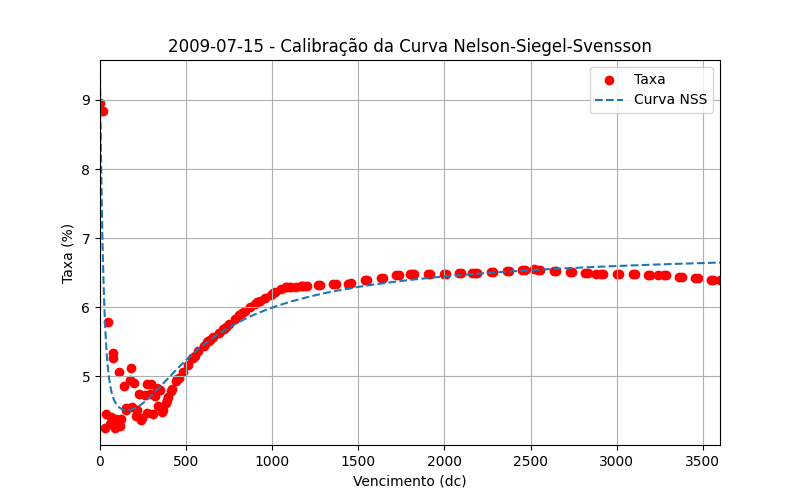 2009-07-15 - Calibração da Curva Nelson-Siegel-Svensson
Taxa
Curva NSS
Taxa (%)
9
8
7
6
5
0 500 1000 1500 2000 2500 3000 3500
Vencimento (dc)